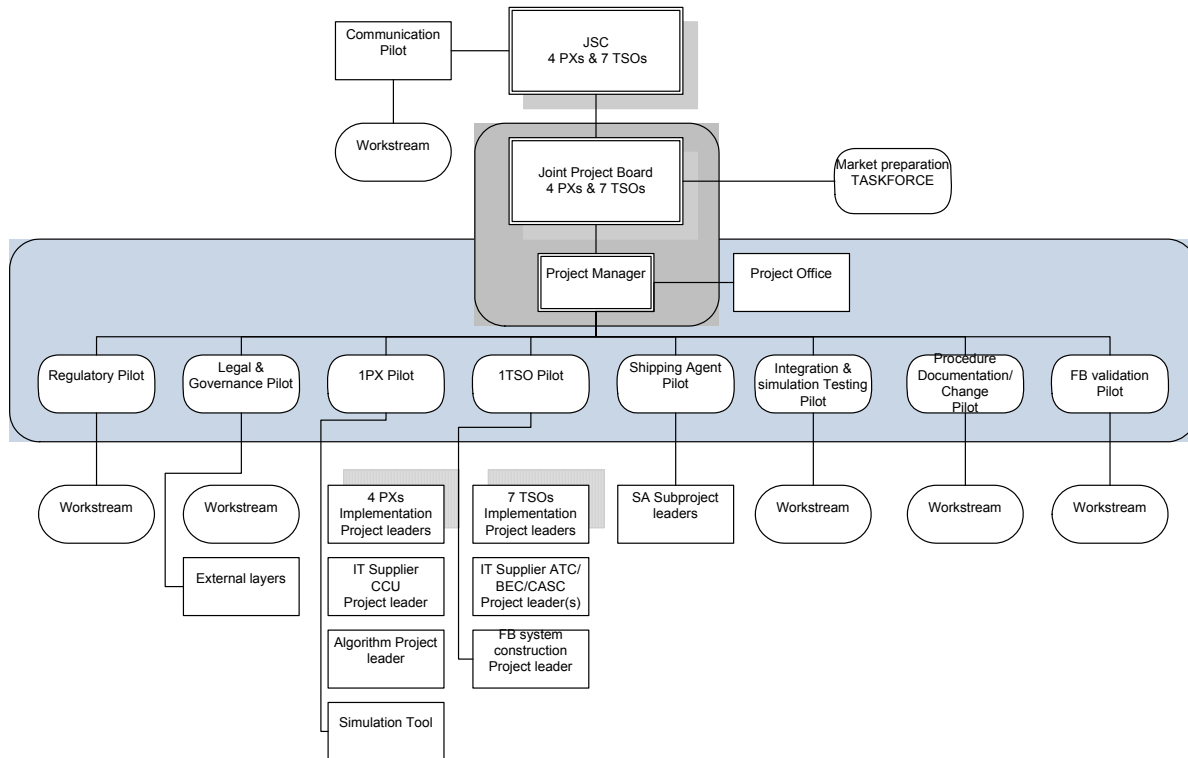 Communication
Pilot
JSC
4 PXs & 7 TSOs
Workstream
Joint Project Board
4 PXs & 7 TSOs
Market preparation
TASKFORCE
Project Manager
Project Office
Regulatory Pilot
Legal &
Governance Pilot
1PX Pilot
1TSO Pilot
Shipping Agent
Pilot
Integration &
simulation Testing
Pilot
Procedure
Documentation/
Change
Pilot
FB validation
Pilot
Workstream
Workstream
4 PXs
Implementation
Project leaders
7 TSOs
Implementation
Project leaders
SA Subproject
leaders
Workstream
Workstream
Workstream
External layers
IT Supplier
CCU
Project leader
IT Supplier ATC/
BEC/CASC
Project leader(s)
Algorithm Project
leader
FB system
construction
Project leader
Simulation Tool